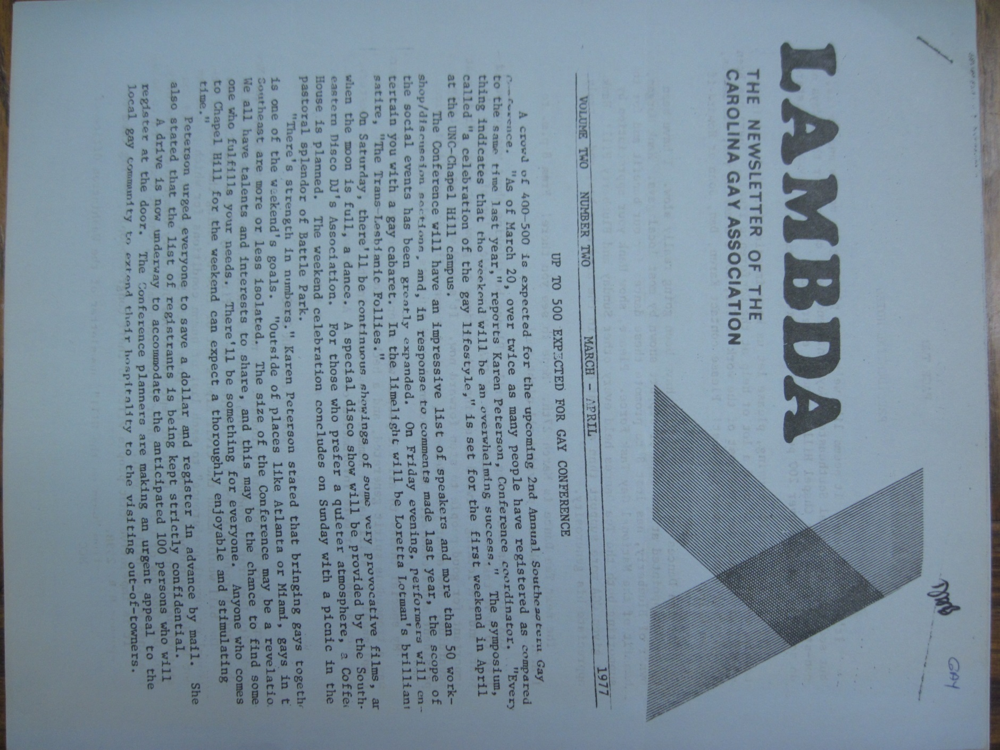 GAY
LAMBDA
THE NEWSLETTER OF THE
CAROLINA GAY ASSOCIATION
VOLUME TWO NUMBER TWO MARCH - APRIL 1977
UP TO 500 EXPECTED FOR GAY CONFERENCE
A crowd of 400-500 is expected for the upcoming 2nd Annual Southeastern Gay
Conference. "As of March 20, over twice as many people have registered as compared
to the same time last year," reports Karen Peterson, Conference coordinator. "Every
thing indicates that the weekend will be an overwhelming success." The symposium,
called "a celebration of the gay lifestyle," is set for the first weekend in April
at the UNC-Chapel Hill campus.
The Conference will have an impressive list of speakers and more than 50 work-
shop/discussion sections, and, in response to comments made last year, the scope of
the social events has been greatly expanded. On Friday evening, performers will en-
tertain you with a gay cabaret. In the limelight will be Loretta Lotman's brilliant
satire, "The Trans-Lesbianic Follies."
On Saturday, there'll be continuous showings of some very provocative films, an
when the moon is full, a dance. A special disco show will be provided by the South-
eastern Disco DJ's Association. For those who prefer a quieter atmosphere, a Coffee
House is planned. The weekend celebration concludes on Sunday with a picnic in the
pastoral splendor of Battle Park.
"There's strength in numbers." Karen Peterson stated that bringing gays togeth
is one of the weekend's goals. "Outside of places like Atlanta or Miami, gays in t
Southeast are more or less isolated. The size of the Conference may be a revelatio
We all have talents and interests to share, and this may be the chance to find some
one who fulfills your needs. There'll be something for everyone. Anyone who comes
to Chapel Hill for the weekend can expect a thoroughly enjoyable and stimulating
time."
Peterson urged everyone to save a dollar and register in advance by mail. She
also stated that the list of registrants is being kept strictly confidential.
A drive is now underway to accommodate the anticipated 100 persons who will
register at the door. The Conference planners are making an urgent appeal to the
local gay community to extend their hospitality to the visiting out-of-towners.